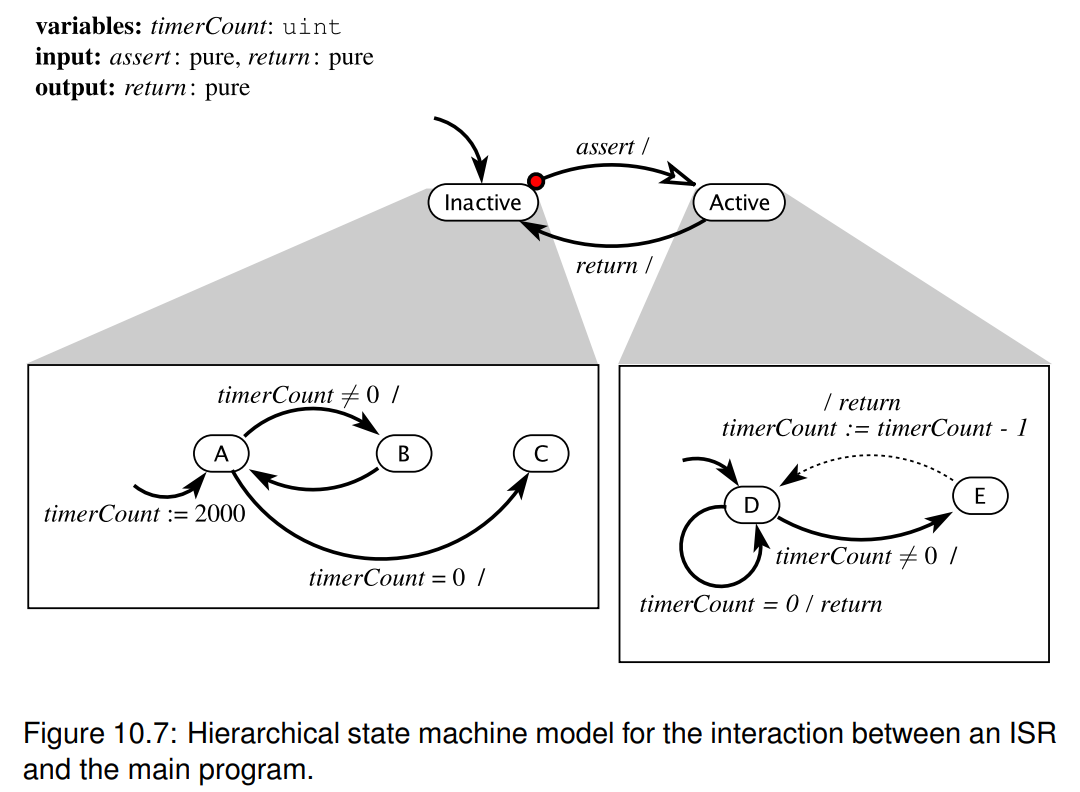 variables: timerCount: uint
input: assert : pure, return : pure
output: return : pure
assert /
Inactive
Active
return /
timerCount ≠ 0 /
A
B
C
timerCount := 2000
timerCount = 0 /
/ return
timerCount := timerCount - 1
D
E
timerCount ≠ 0 /
timerCount = 0 / return
Figure 10.7: Hierarchical state machine model for the interaction between an ISR
and the main program.